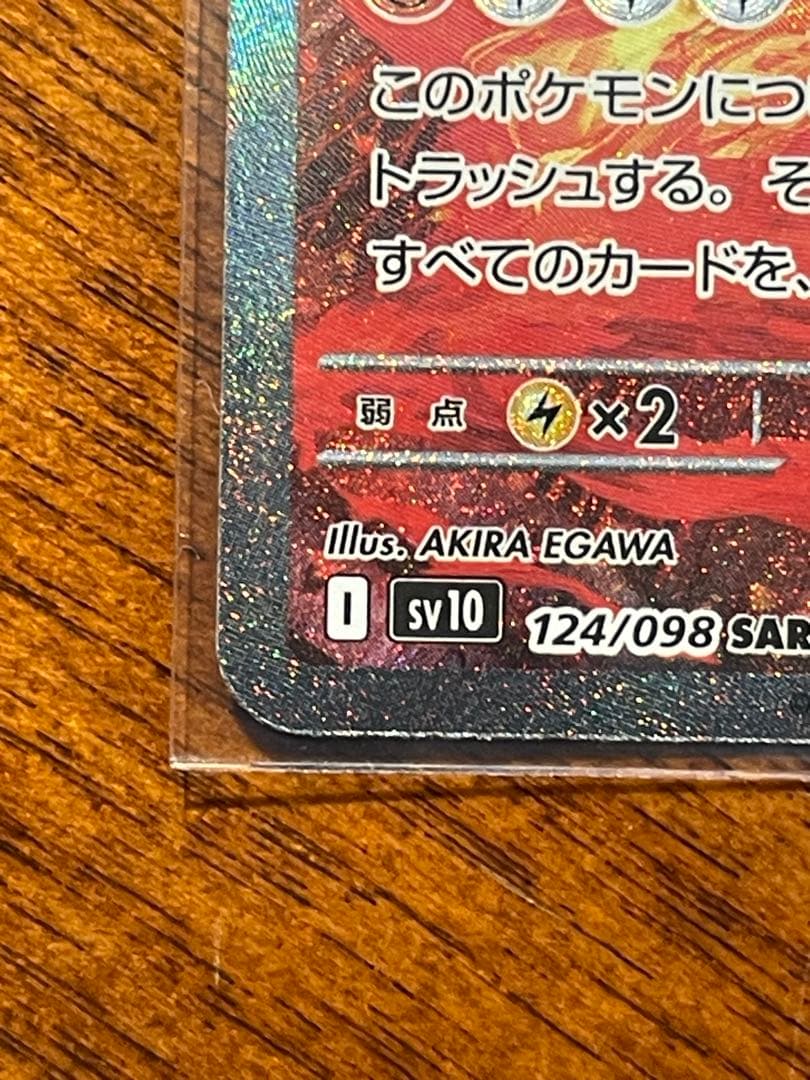 このポケモンにつ
トラッシュする。そ
すべてのカードを、
弱 点 ×2
Illus. AKIRA EGAWA
I sv10 124/098 SAR